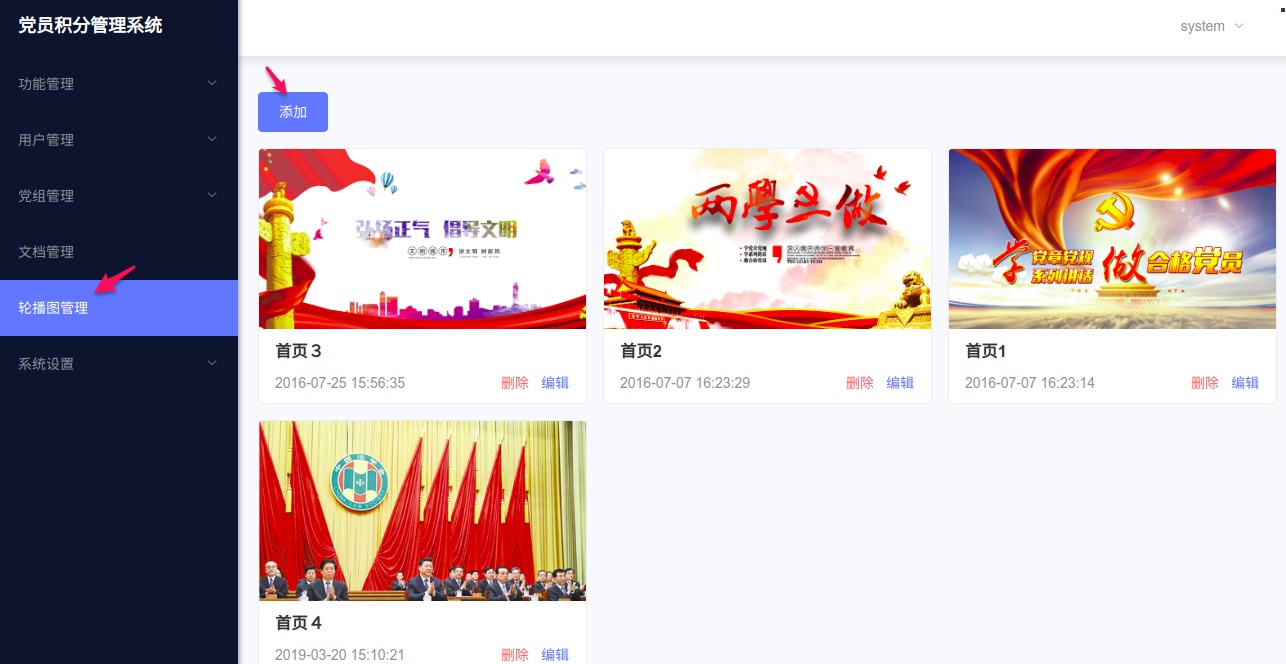 党员积分管理系统
system
功能管理
用户管理
党组管理
文档管理
轮播图管理
系统设置
添加
弘扬正气 倡导文明
两學一做
学党章党规
系列讲话
做合格党员
首页３
2016-07-25 15:56:35 删除 编辑
首页2
2016-07-07 16:23:29 删除 编辑
首页1
2016-07-07 16:23:14 删除 编辑
首页４
2019-03-20 15:10:21 删除 编辑